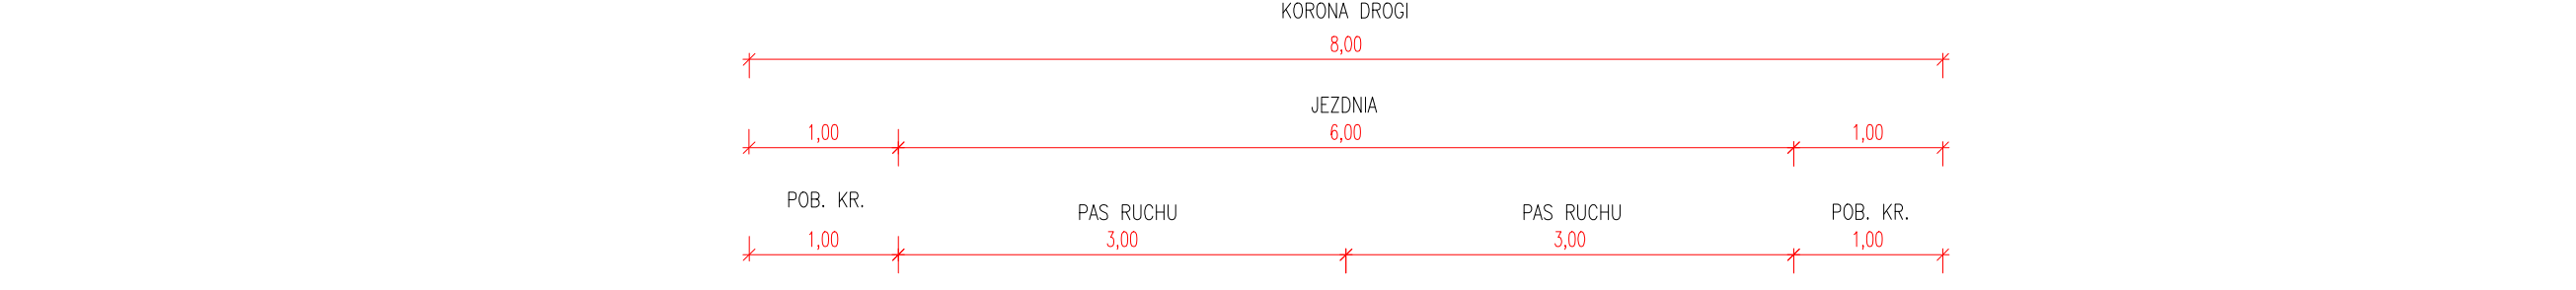 KORONA DROGI
8,00
JEZDNIA
1,00 6,00 1,00
POB. KR. PAS RUCHU PAS RUCHU POB. KR.
1,00 3,00 3,00 1,00